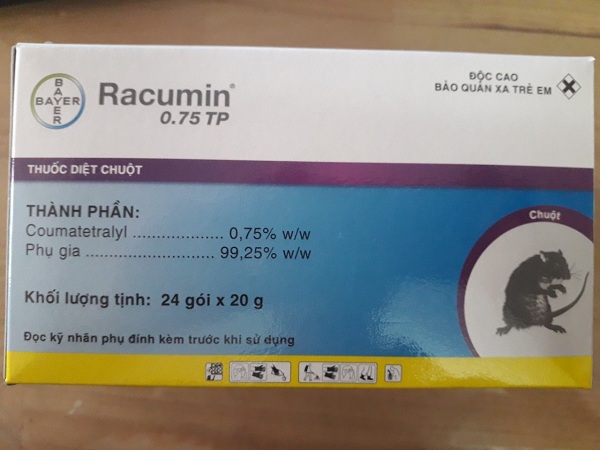 BAYER
BAYER
Racumin®
0.75 TP
ĐỘC CAO
BẢO QUẢN XA TRẺ EM
THUỐC DIỆT CHUỘT
THÀNH PHẦN:
Coumatetralyl .................... 0,75% w/w
Phụ gia ............................ 99,25% w/w
Chuột
Khối lượng tịnh: 24 gói x 20 g
Đọc kỹ nhãn phụ đính kèm trước khi sử dụng